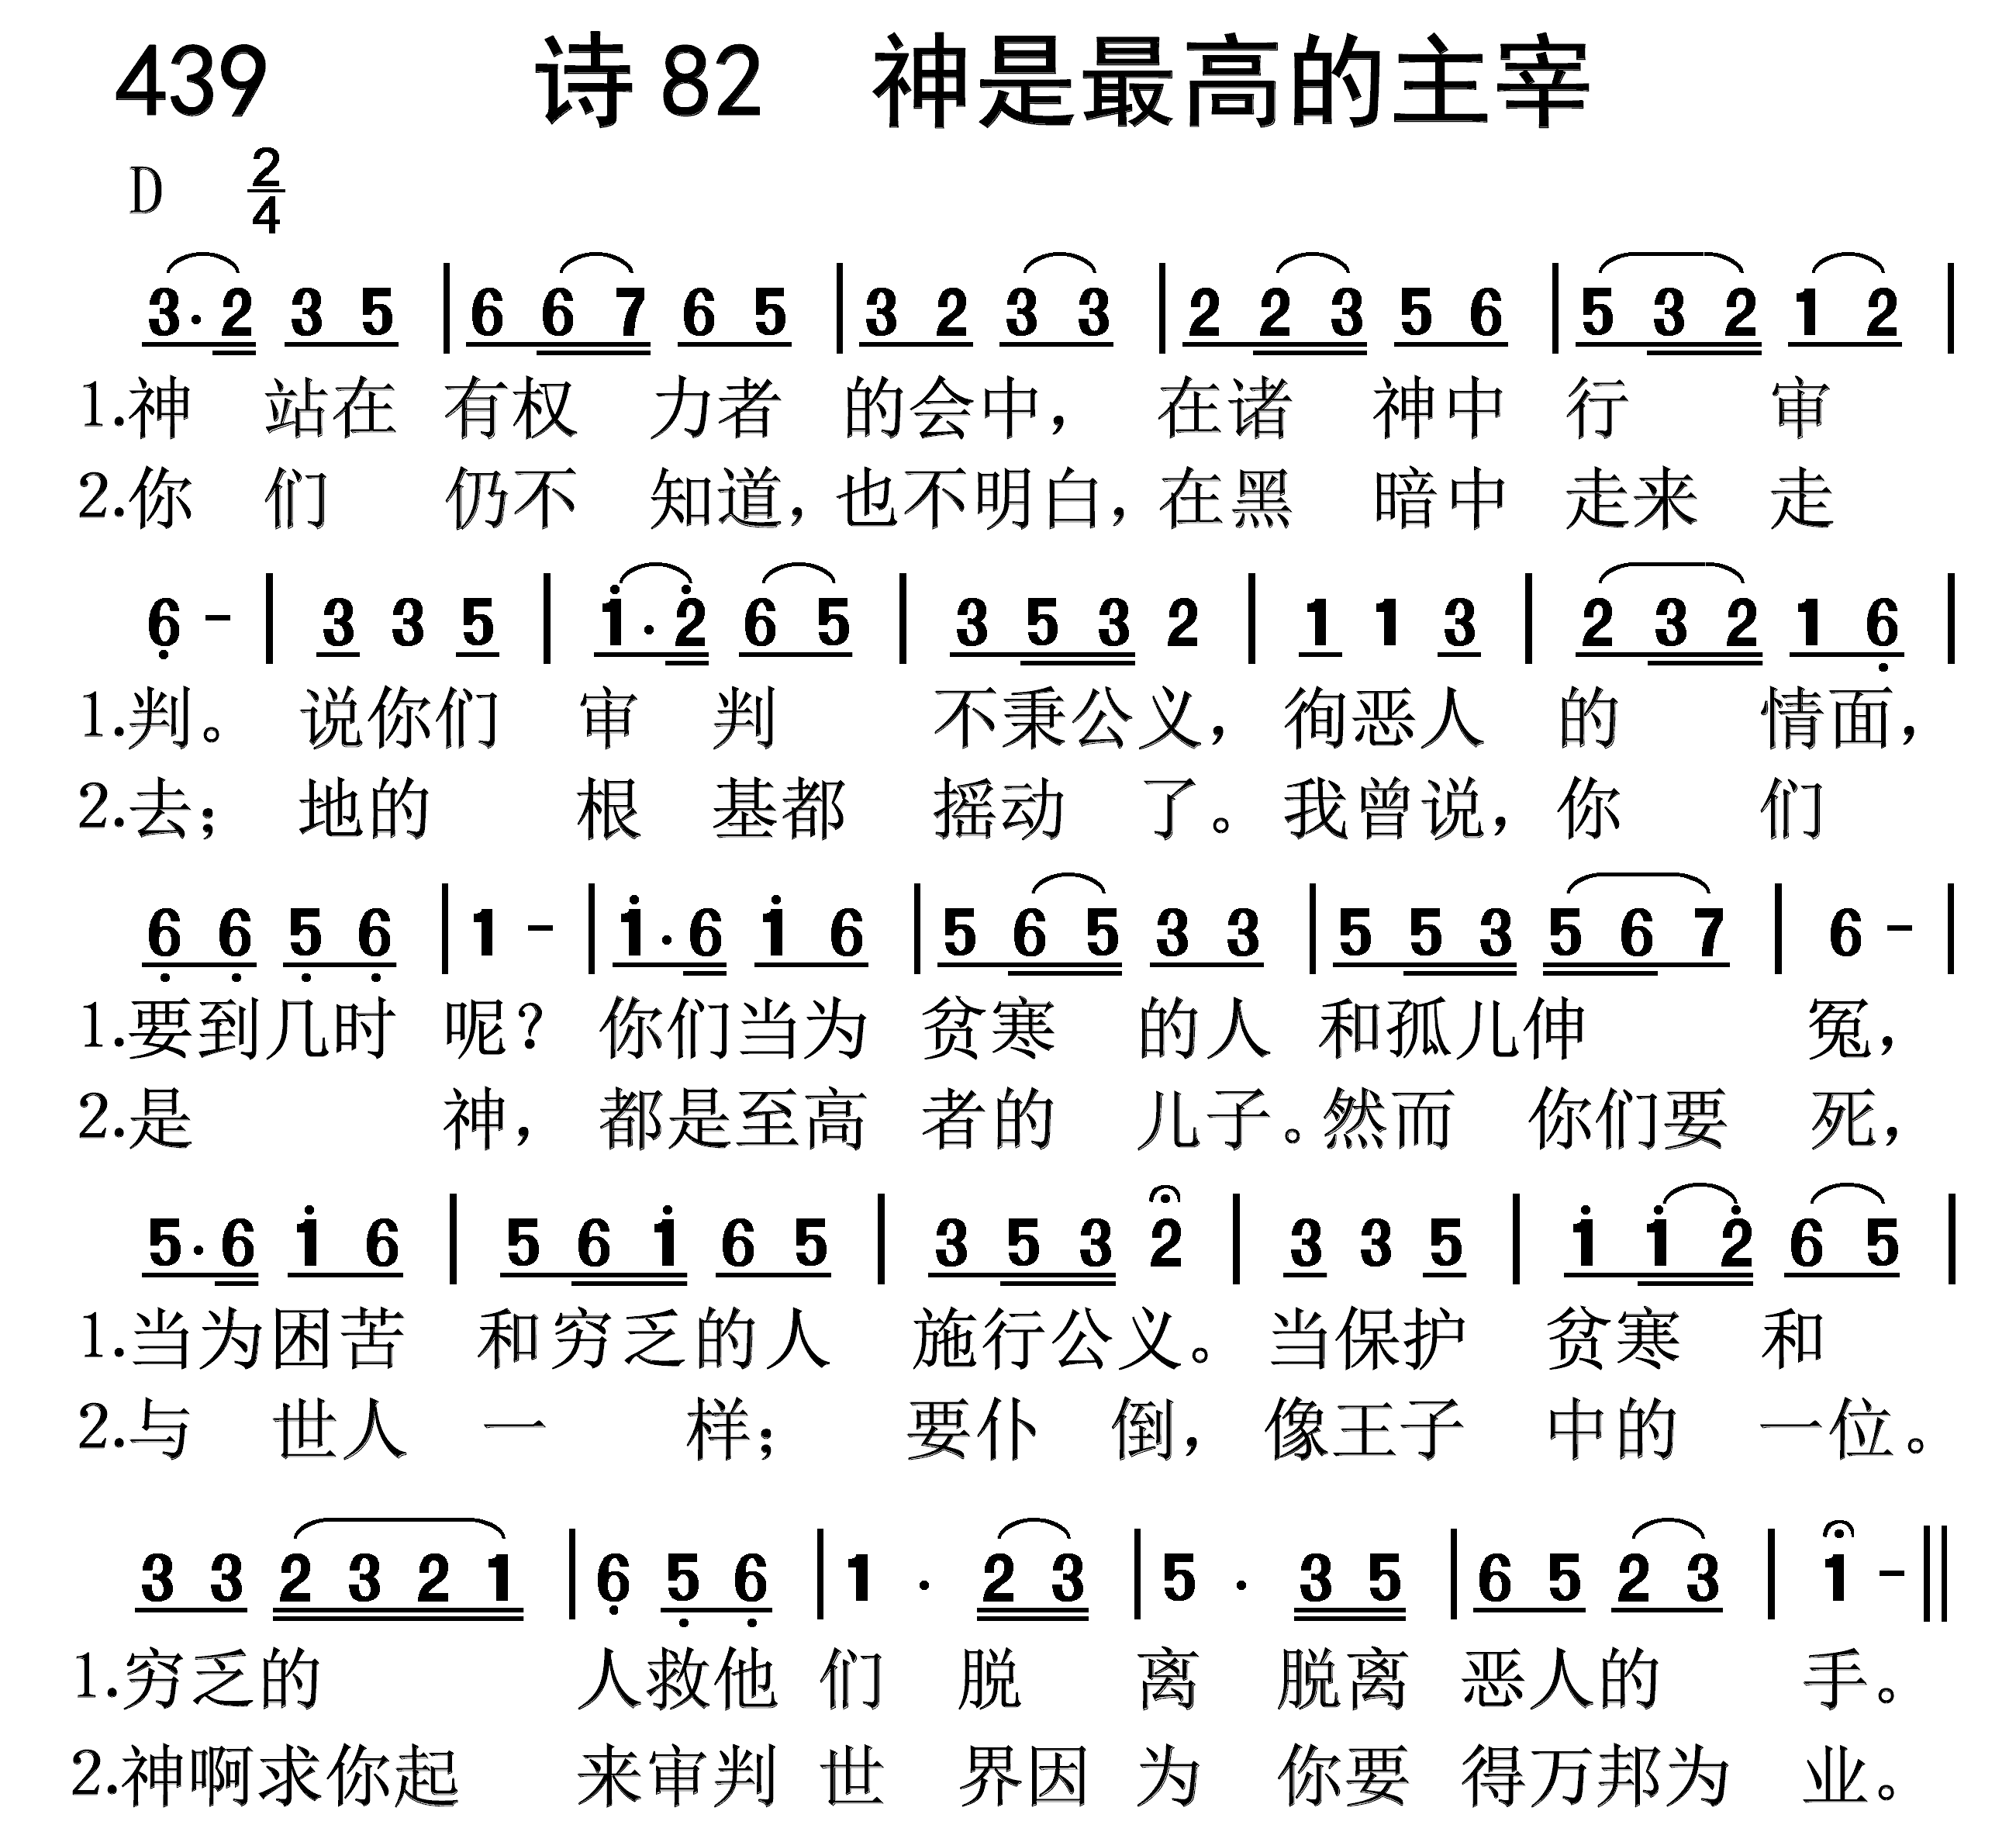 439 诗 82 神是最高的主宰
D 2/4
3·2 3 5 | 6 6 7 6 5 | 3 2 3 3 | 2 2 3 5 6 | 5 3 2 1 2 |
1.神 站在 有权 力者 的会中， 在诸 神中 行 审
2.你 们 仍不 知道，也不明白，在黑 暗中 走来 走
6̣ - | 3 3 5 | 1̇·2̇ 6 5 | 3 5 3 2 | 1 1 3 | 2 3 2 1 6̣ |
1.判。 说你们 审 判 不秉公义，徇恶人 的 情面，
2.去； 地的 根 基都 摇动 了。我曾说，你 们
6̣ 6̣ 5̣ 6̣ | 1 - | 1̇·6 1̇ 6 | 5 6 5 3 3 | 5 5 3 5 6 7 | 6 - |
1.要到几时 呢？ 你们当为 贫寒 的人 和孤儿伸 冤，
2.是 神， 都是至高 者的 儿子。然而 你们要 死，
5·6 1̇ 6 | 5 6 1̇ 6 5 | 3 5 3 2 | 3 3 5 | 1̇ 1̇ 2̇ 6 5 |
1.当为困苦 和穷乏的人 施行公义。当保护 贫寒 和
2.与 世人 一 样； 要仆 倒，像王子 中的 一位。
3 3 2 3 2 1 | 6̣ 5̣ 6̣ | 1 · 2 3 | 5 · 3 5 | 6 5 2 3 | 1 - ||
1.穷乏的 人救他 们 脱 离 脱离 恶人的 手。
2.神啊求你起 来审判 世 界因 为 你要 得万邦为 业。